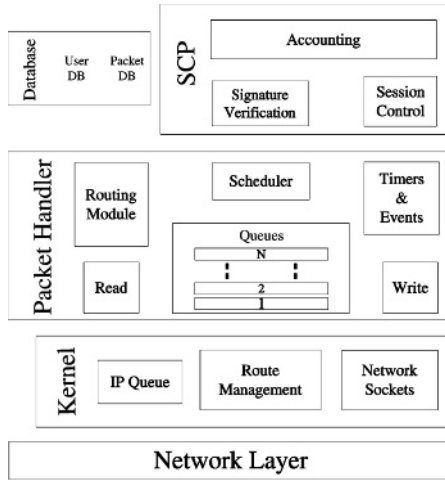 Database
User
DB
Packet
DB
SCP
Accounting
Signature
Verification
Session
Control
Packet Handler
Routing
Module
Scheduler
Timers
&
Events
Queues
N
2
1
Read
Write
Kernel
IP Queue
Route
Management
Network
Sockets
Network Layer